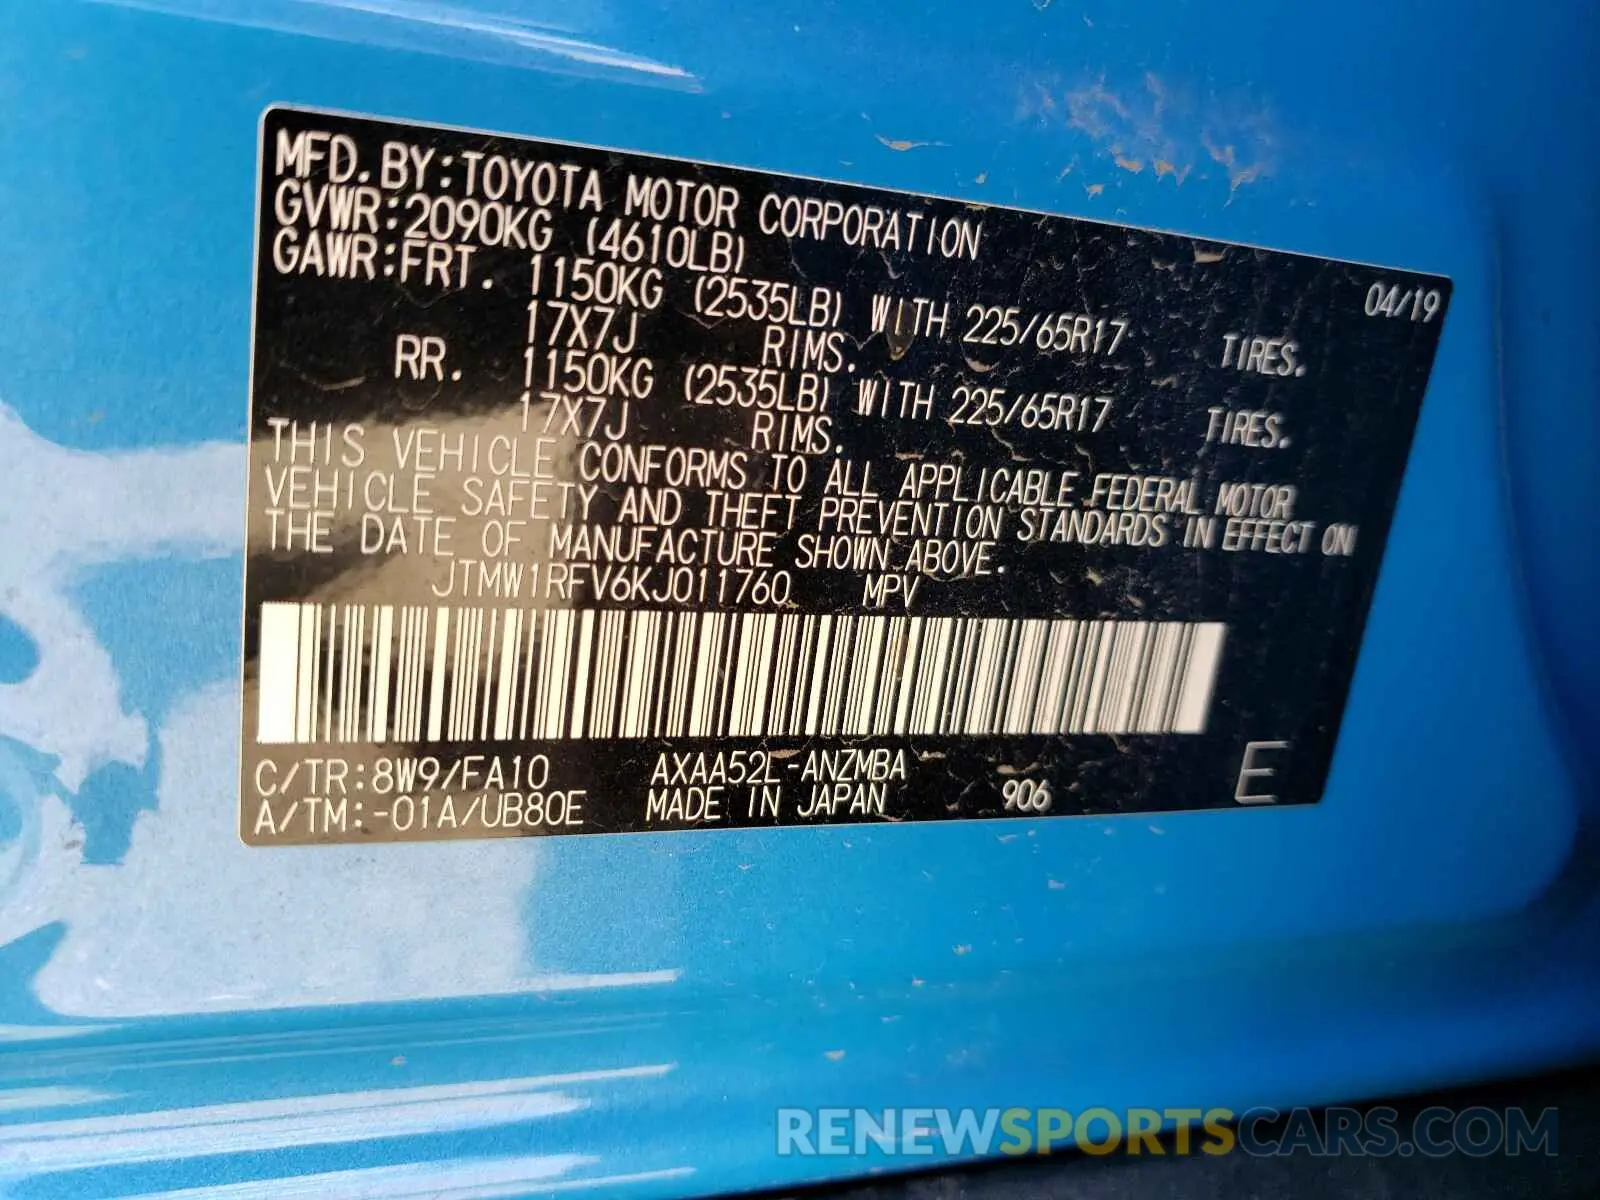 MFD.BY:TOYOTA MOTOR CORPORATION 04/19
GVWR:2090KG (4610LB)
GAWR:FRT. 1150KG (2535LB) WITH 225/65R17 TIRES.
17X7J RIMS.
RR. 1150KG (2535LB) WITH 225/65R17 TIRES.
17X7J RIMS.
THIS VEHICLE CONFORMS TO ALL APPLICABLE FEDERAL MOTOR
VEHICLE SAFETY AND THEFT PREVENTION STANDARDS IN EFFECT ON
THE DATE OF MANUFACTURE SHOWN ABOVE.
JTMW1RFV6KJ011760 MPV
C/TR:8W9/FA10 AXAA52L-ANZMBA
A/TM:-01A/UB80E MADE IN JAPAN 906 E
RENEWSPORTSCARS.COM